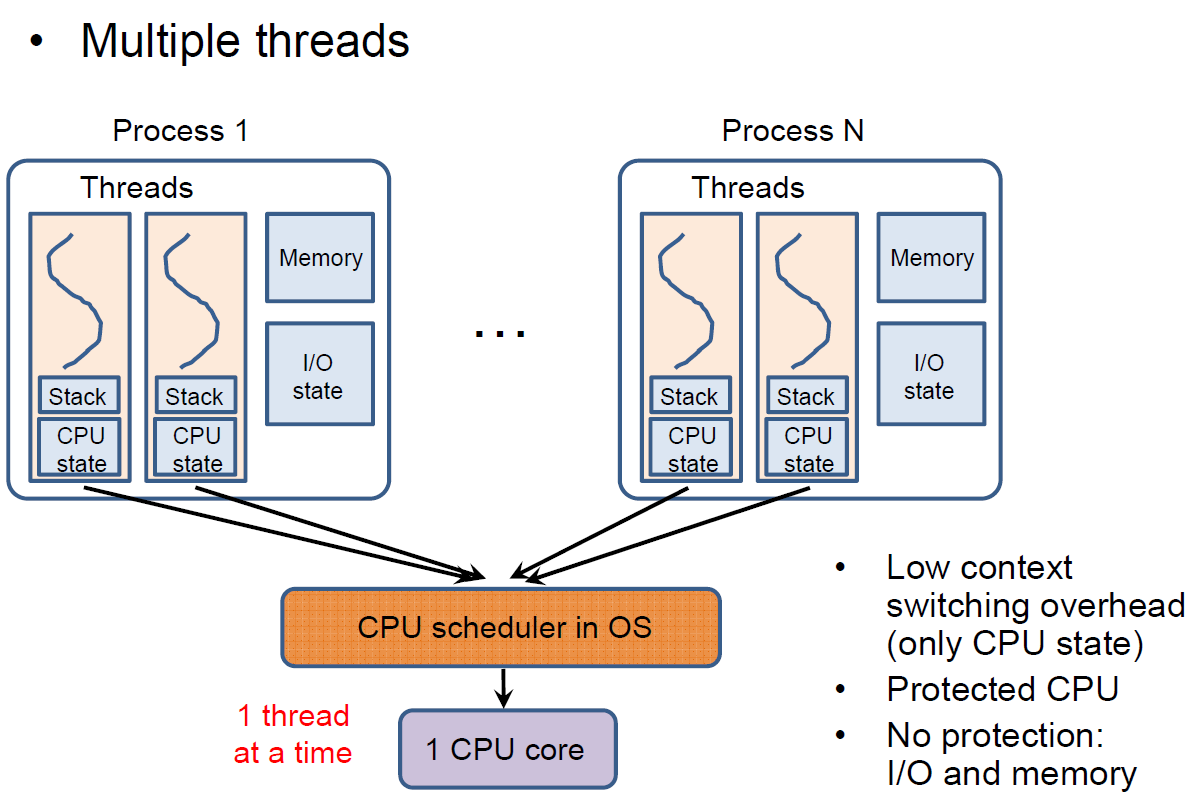 • Multiple threads
Process 1
Threads
Memory
I/O
state
Stack
Stack
CPU
state
CPU
state
...
Process N
Threads
Memory
I/O
state
Stack
Stack
CPU
state
CPU
state
CPU scheduler in OS
1 thread
at a time
1 CPU core
• Low context
switching overhead
(only CPU state)
• Protected CPU
• No protection:
I/O and memory